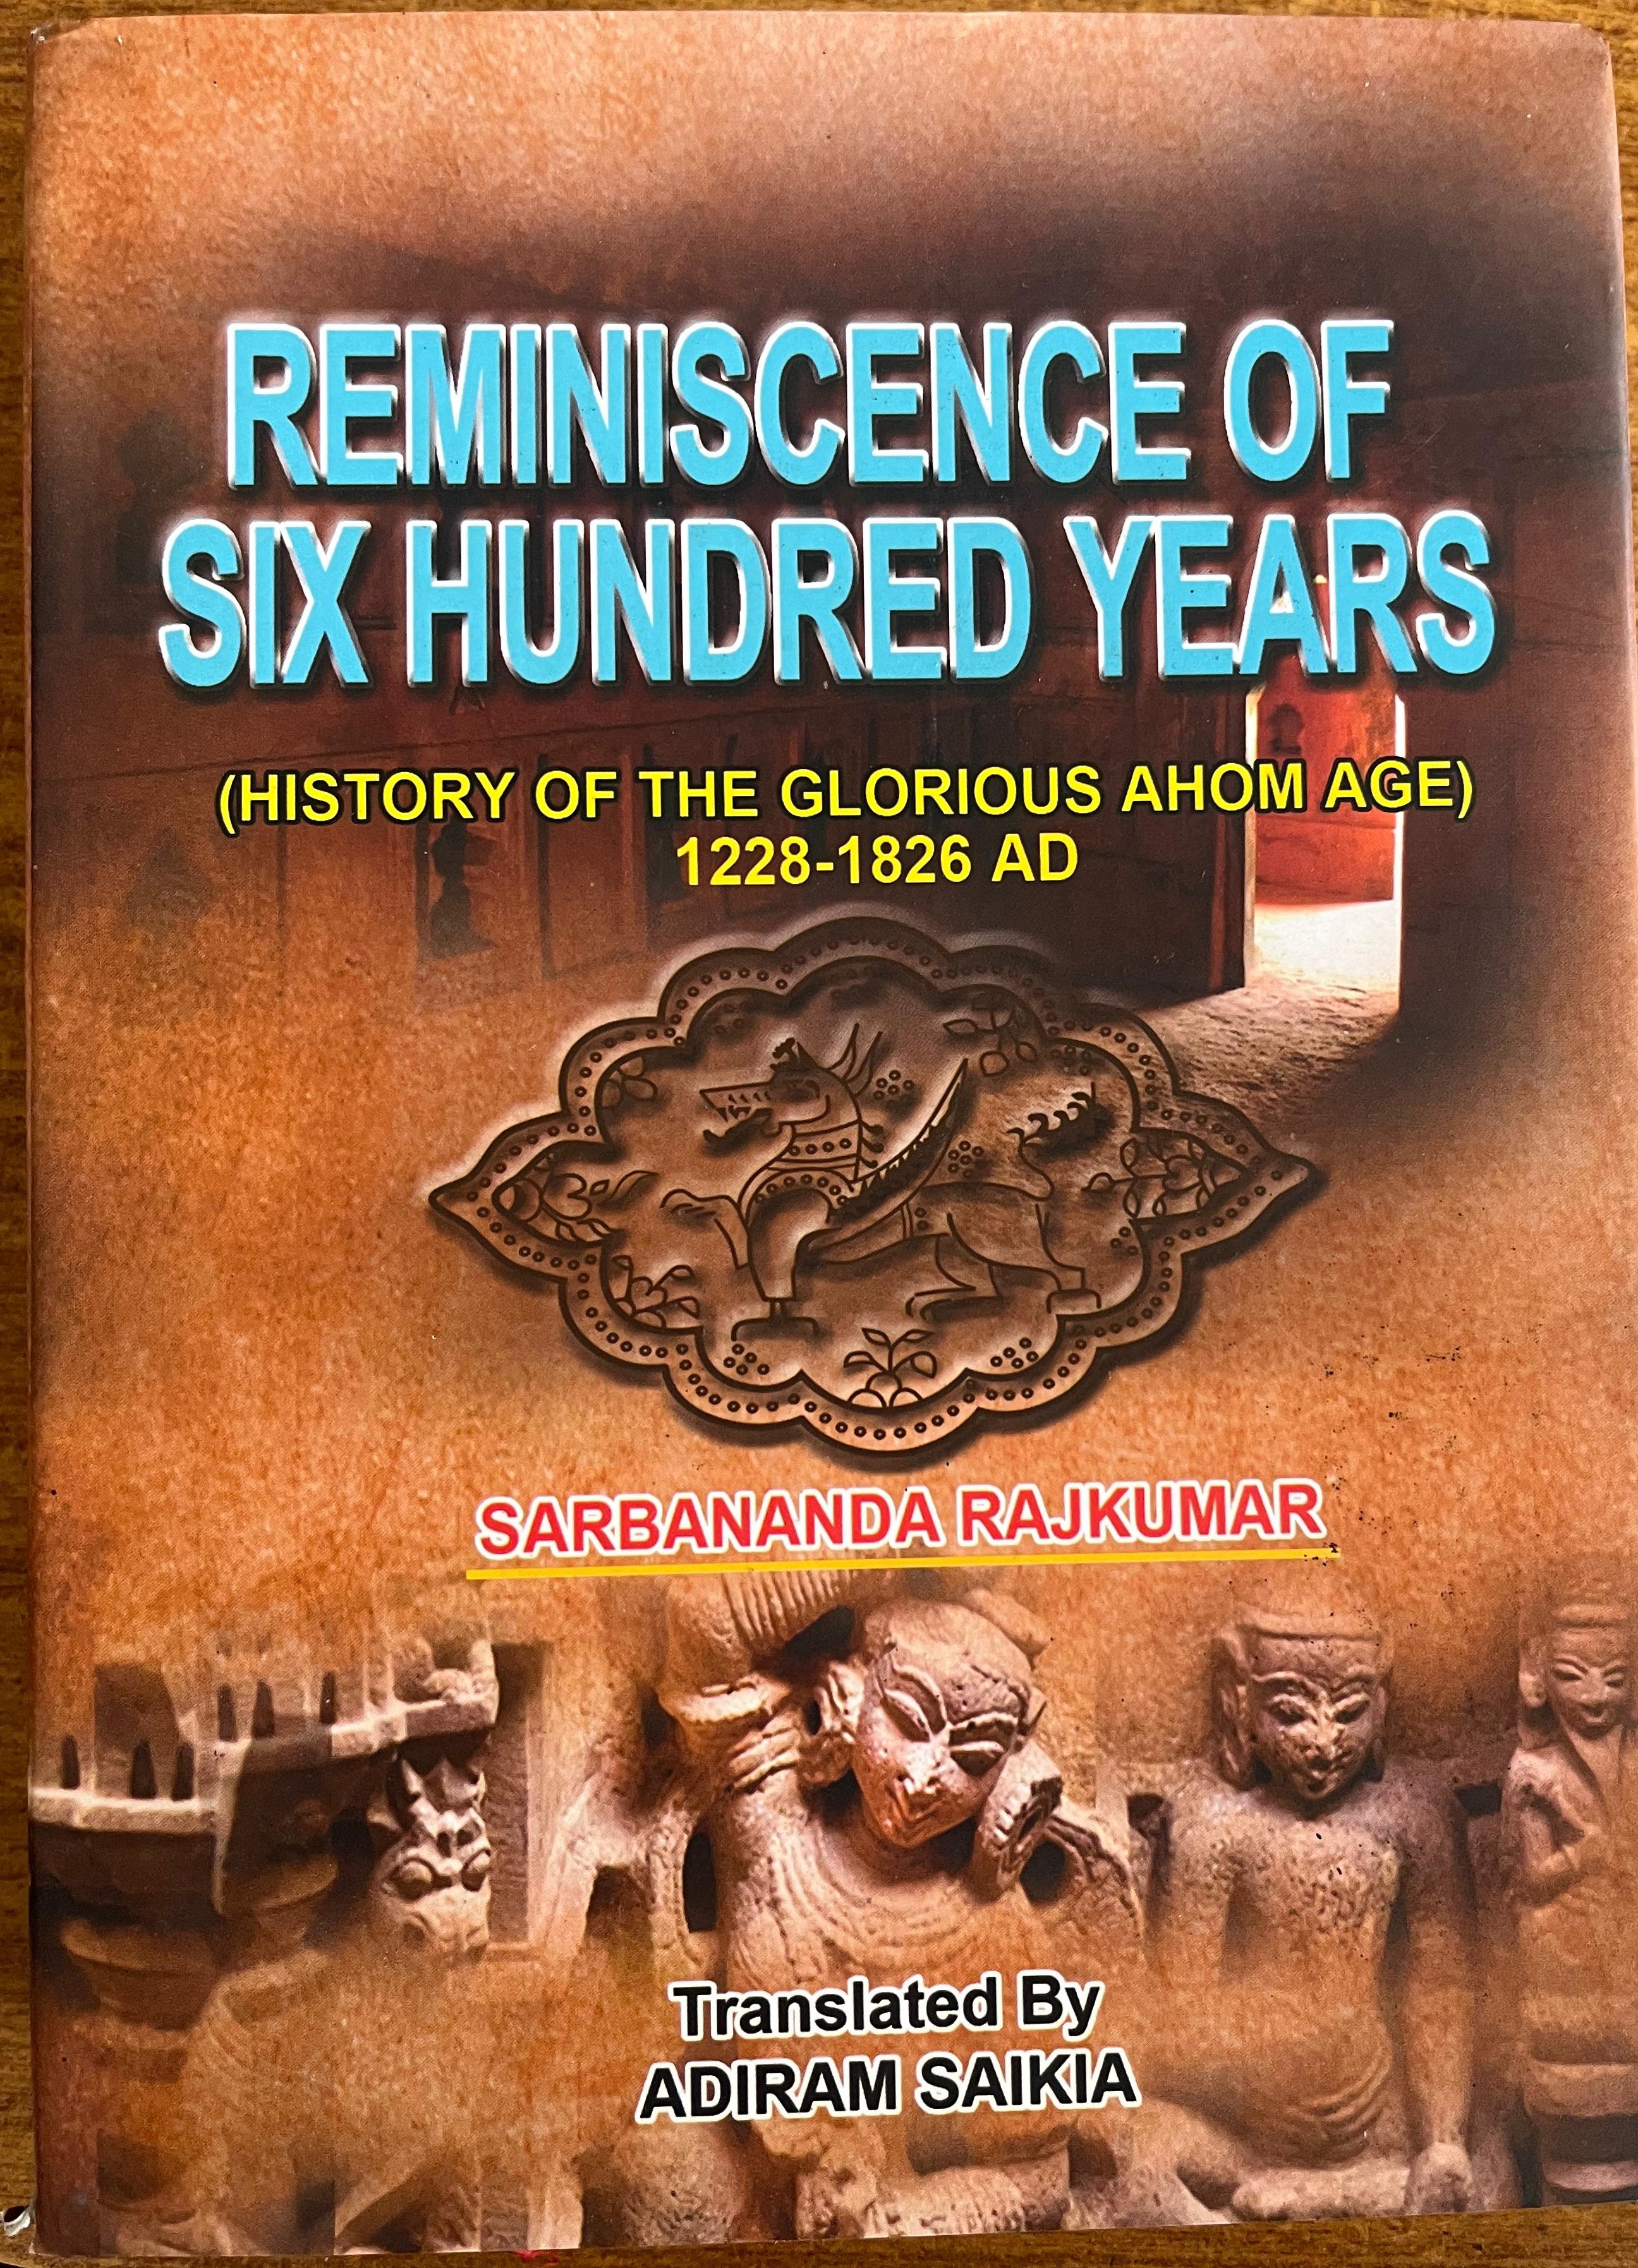 REMINISCENCE OF
SIX HUNDRED YEARS
(HISTORY OF THE GLORIOUS AHOM AGE)
1228-1826 AD
SARBANANDA RAJKUMAR
Translated By
ADIRAM SAIKIA